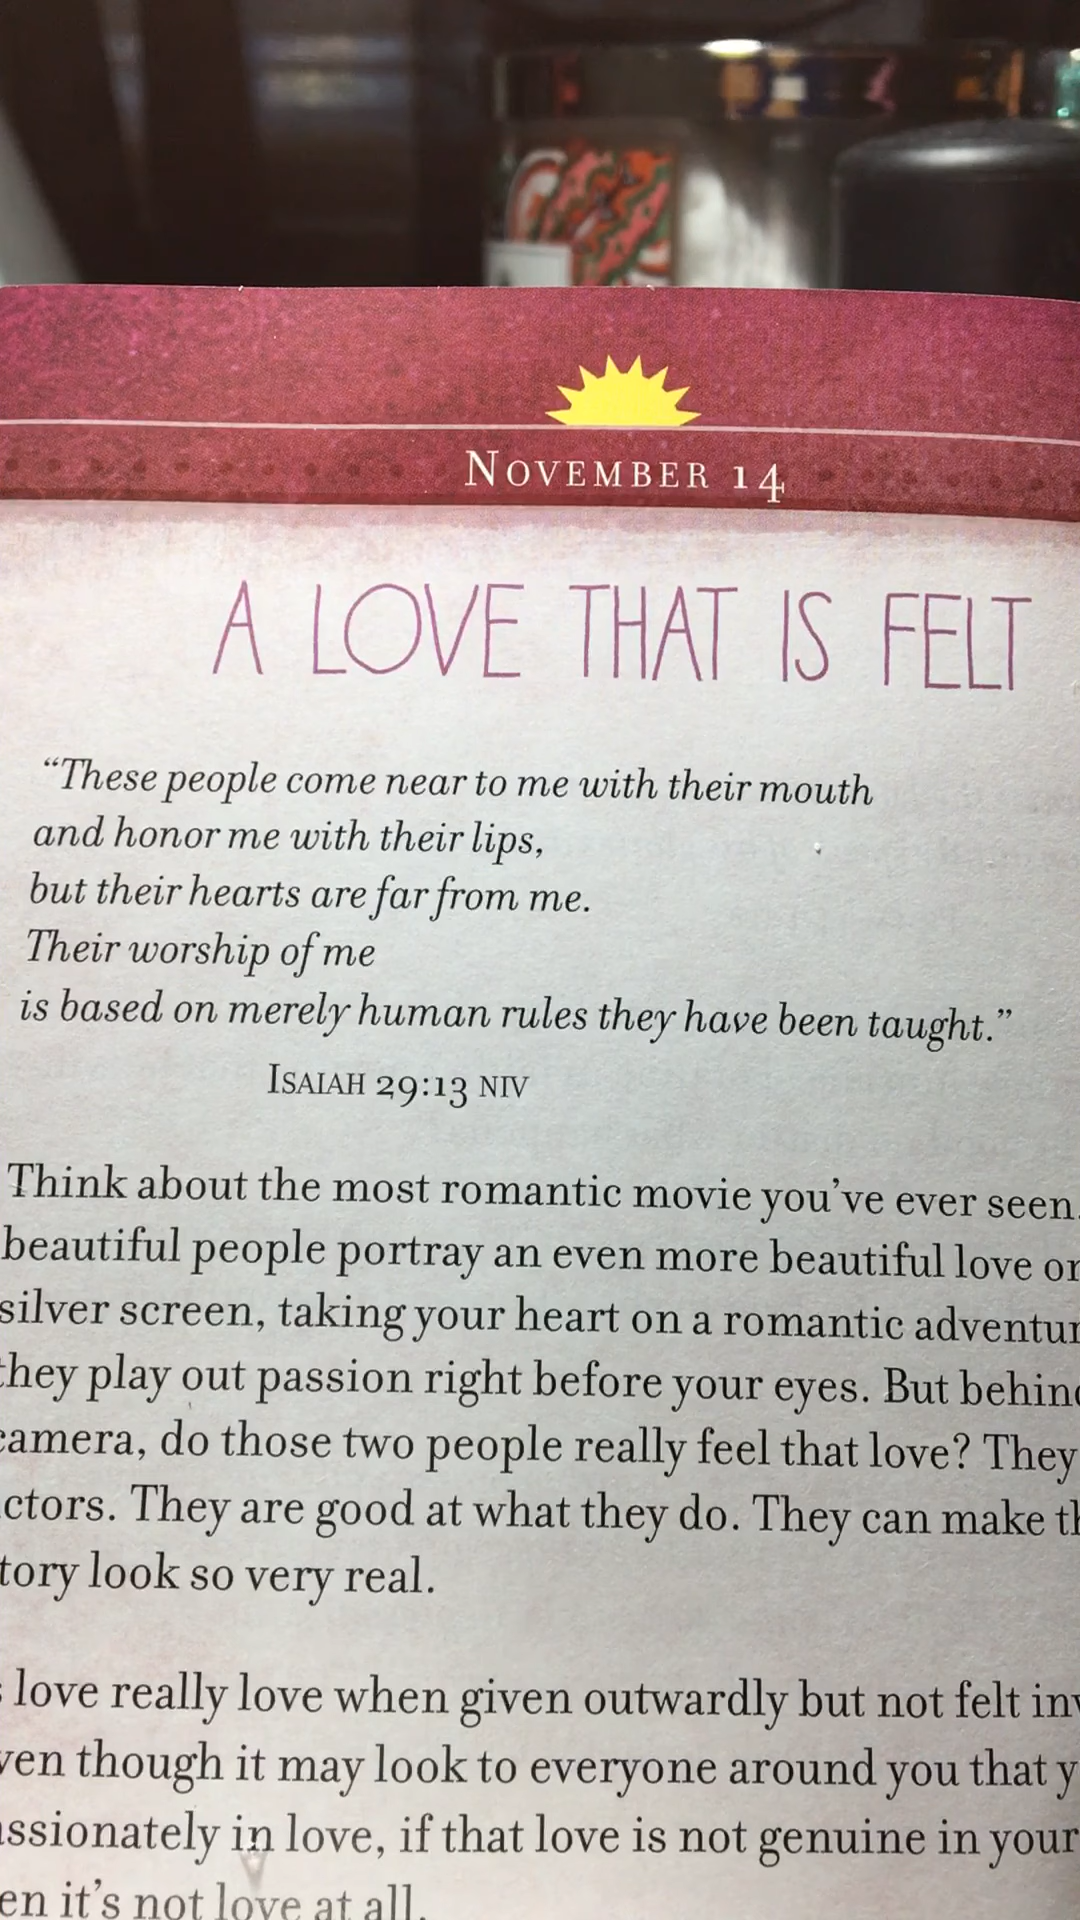 November 14
A LOVE THAT IS FELT
“These people come near to me with their mouth
and honor me with their lips,
but their hearts are far from me.
Their worship of me
is based on merely human rules they have been taught.”
Isaiah 29:13 NIV
Think about the most romantic movie you’ve ever seen.
beautiful people portray an even more beautiful love
silver screen, taking your heart on a romantic
they play out passion right before your eyes. But
camera, do those two people really feel that love? They
They are good at what they do. They can make
look so very real.
love really love when given outwardly but not felt
though it may look to everyone around you that
in love, if that love is not genuine in your
it’s not love at all.